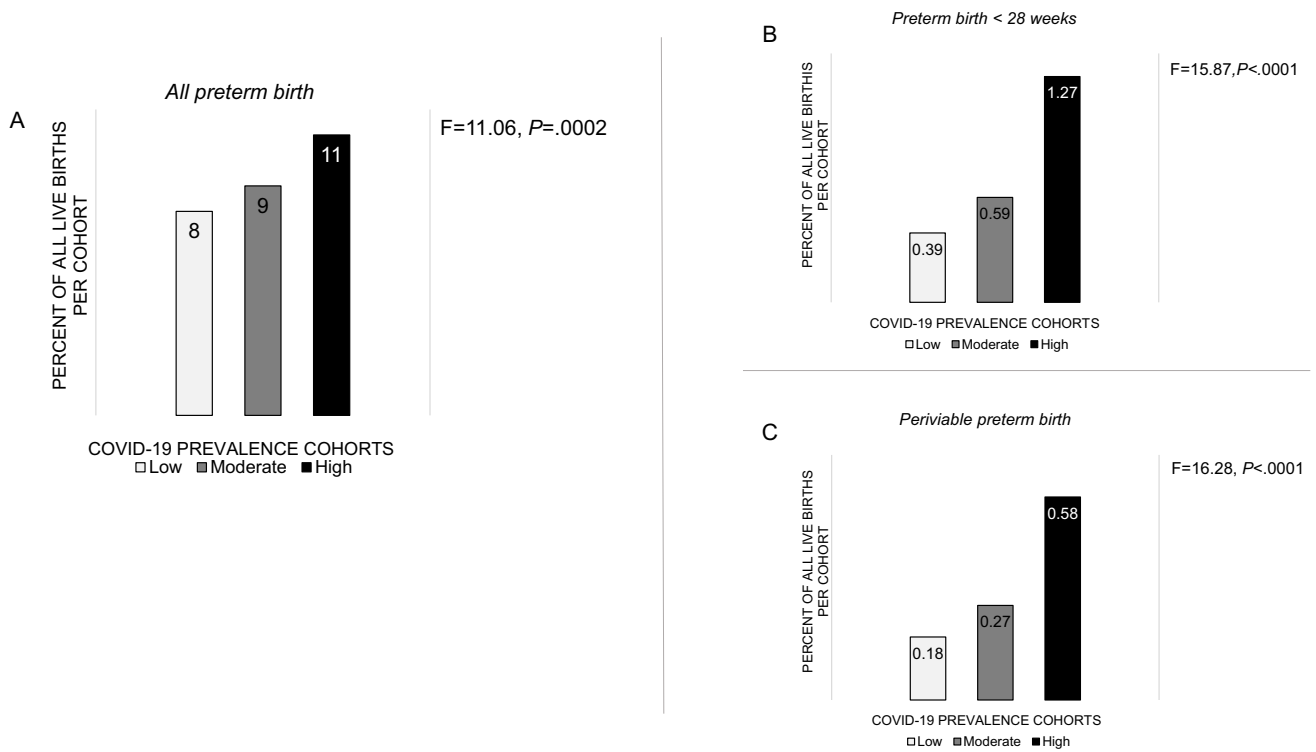 A
All preterm birth
F=11.06, P=.0002
PERCENT OF ALL LIVE BIRTHS
PER COHORT
8
9
11
COVID-19 PREVALENCE COHORTS
Low Moderate High
B
Preterm birth < 28 weeks
F=15.87,P<.0001
PERCENT OF ALL LIVE BIRTHIS
PER COHORT
0.39
0.59
1.27
COVID-19 PREVALENCE COHORTS
Low Moderate High
C
Periviable preterm birth
F=16.28, P<.0001
PERCENT OF ALL LIVE BIRTHS
PER COHORT
0.18
0.27
0.58
COVID-19 PREVALENCE COHORTS
Low Moderate High